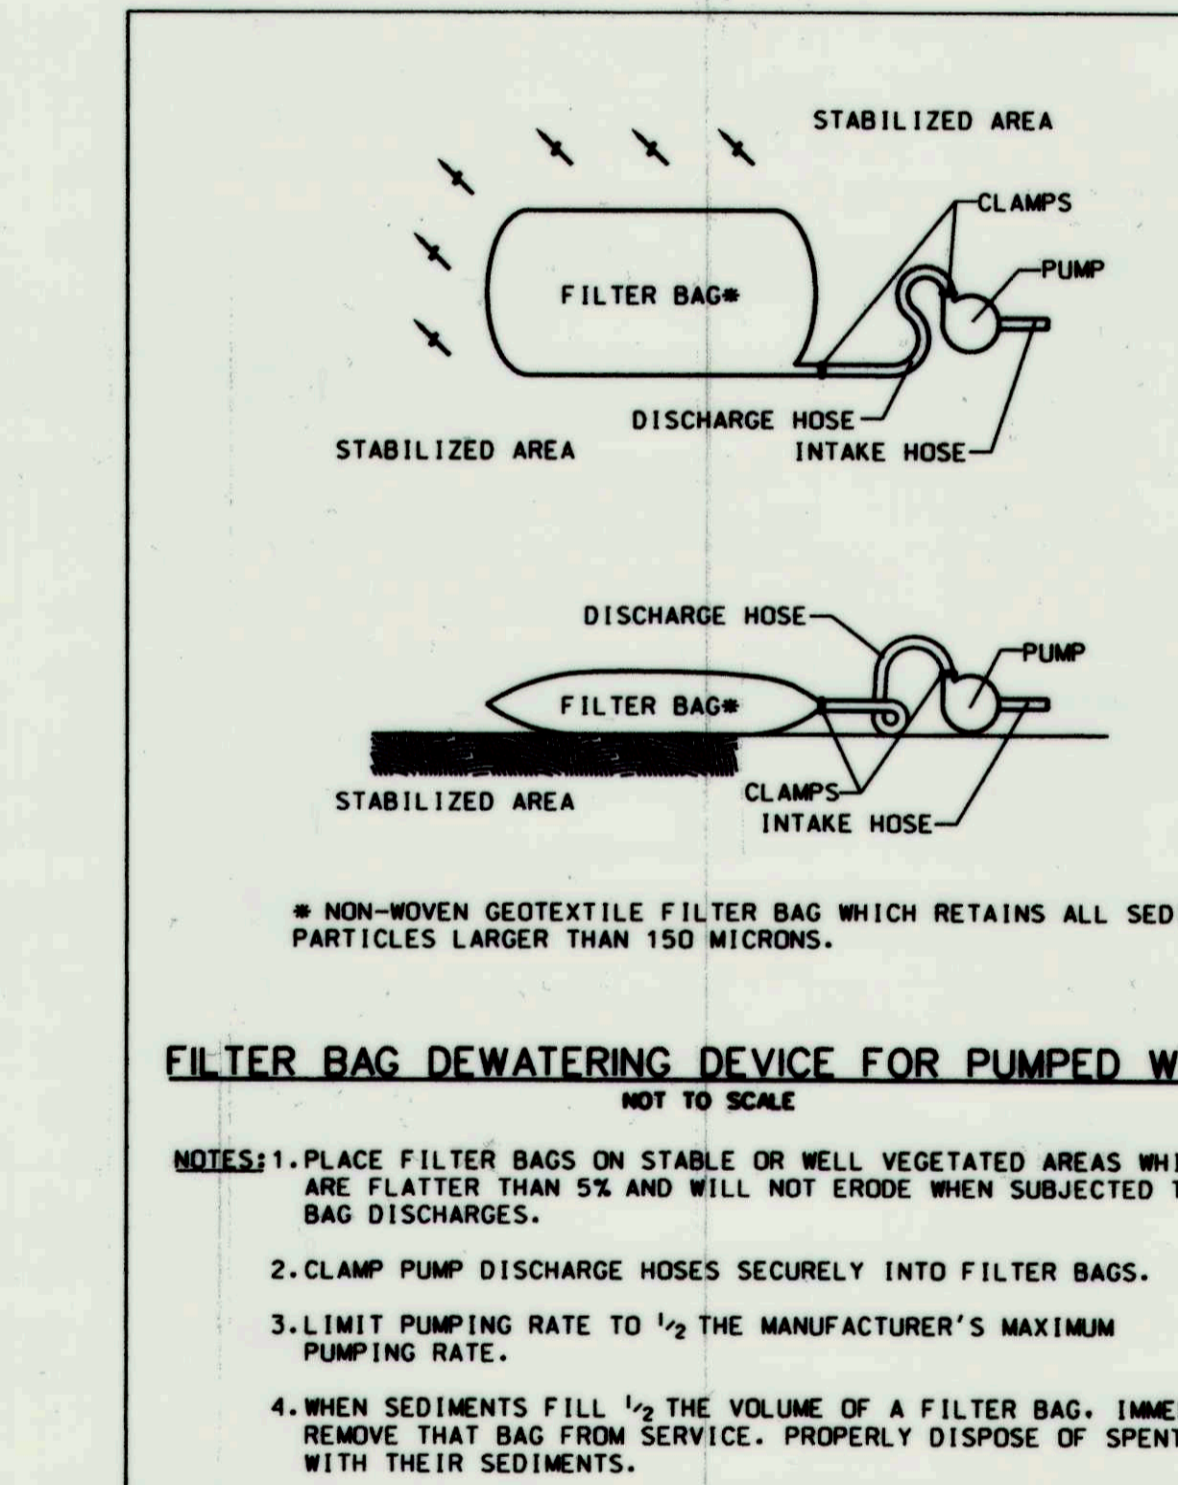 STABILIZED AREA
CLAMPS
PUMP
FILTER BAG*
DISCHARGE HOSE
STABILIZED AREA
INTAKE HOSE
DISCHARGE HOSE
PUMP
FILTER BAG*
STABILIZED AREA
CLAMPS
INTAKE HOSE
* NON-WOVEN GEOTEXTILE FILTER BAG WHICH RETAINS ALL SED
PARTICLES LARGER THAN 150 MICRONS.
FILTER BAG DEWATERING DEVICE FOR PUMPED W
NOT TO SCALE
NOTES: 1. PLACE FILTER BAGS ON STABLE OR WELL VEGETATED AREAS WHI
ARE FLATTER THAN 5% AND WILL NOT ERODE WHEN SUBJECTED T
BAG DISCHARGES.
2. CLAMP PUMP DISCHARGE HOSES SECURELY INTO FILTER BAGS.
3. LIMIT PUMPING RATE TO 1/2 THE MANUFACTURER'S MAXIMUM
PUMPING RATE.
4. WHEN SEDIMENTS FILL 1/2 THE VOLUME OF A FILTER BAG. IMME
REMOVE THAT BAG FROM SERVICE. PROPERLY DISPOSE OF SPENT
WITH THEIR SEDIMENTS.